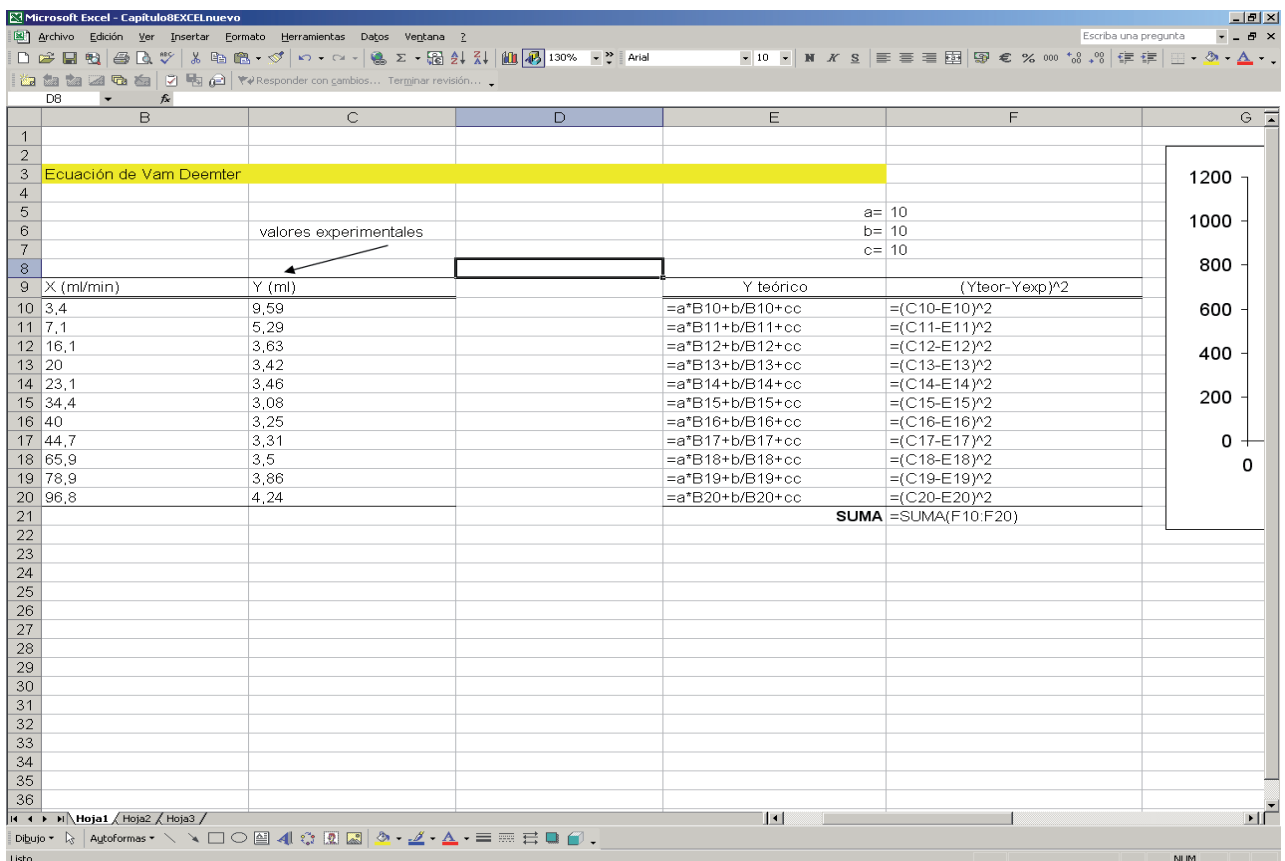 Microsoft Excel - Capítulo8EXCELnuevo
Archivo Edición Ver Insertar Formato Herramientas Datos Ventana ? Escriba una pregunta
130% Arial 10 N K S € % 000
Responder con cambios... Terminar revisión...
D8 fx
B C D E F G
1
2
3 Ecuación de Vam Deemter
4
5 a= 10
6 valores experimentales b= 10
7 c= 10
8
9 X (ml/min) Y (ml) Y teórico (Yteor-Yexp)^2
10 3,4 9,59 =a*B10+b/B10+cc =(C10-E10)^2
11 7,1 5,29 =a*B11+b/B11+cc =(C11-E11)^2
12 16,1 3,63 =a*B12+b/B12+cc =(C12-E12)^2
13 20 3,42 =a*B13+b/B13+cc =(C13-E13)^2
14 23,1 3,46 =a*B14+b/B14+cc =(C14-E14)^2
15 34,4 3,08 =a*B15+b/B15+cc =(C15-E15)^2
16 40 3,25 =a*B16+b/B16+cc =(C16-E16)^2
17 44,7 3,31 =a*B17+b/B17+cc =(C17-E17)^2
18 65,9 3,5 =a*B18+b/B18+cc =(C18-E18)^2
19 78,9 3,86 =a*B19+b/B19+cc =(C19-E19)^2
20 96,8 4,24 =a*B20+b/B20+cc =(C20-E20)^2
21 SUMA =SUMA(F10:F20)
22
23
24
25
26
27
28
29
30
31
32
33
34
35
36
1200
1000
800
600
400
200
0
0
Hoja1 Hoja2 Hoja3
Dibujo Autoformas
Listo NUM